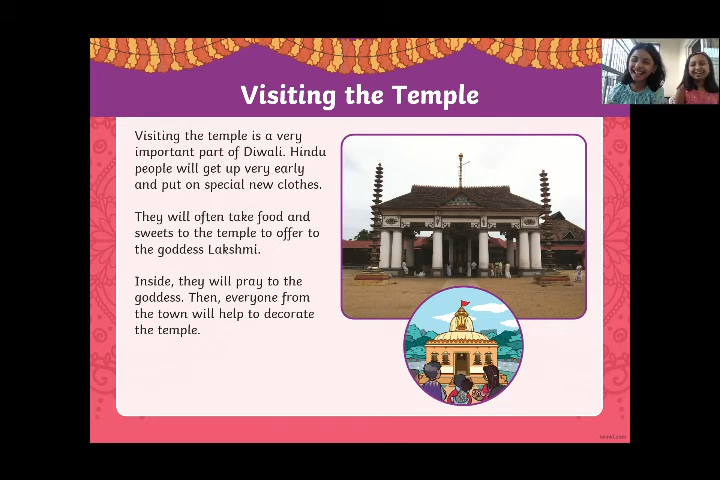 Visiting the Temple
Visiting the temple is a very
important part of Diwali. Hindu
people will get up very early
and put on special new clothes.
They will often take food and
sweets to the temple to offer to
the goddess Lakshmi.
Inside, they will pray to the
goddess. Then, everyone from
the town will help to decorate
the temple.